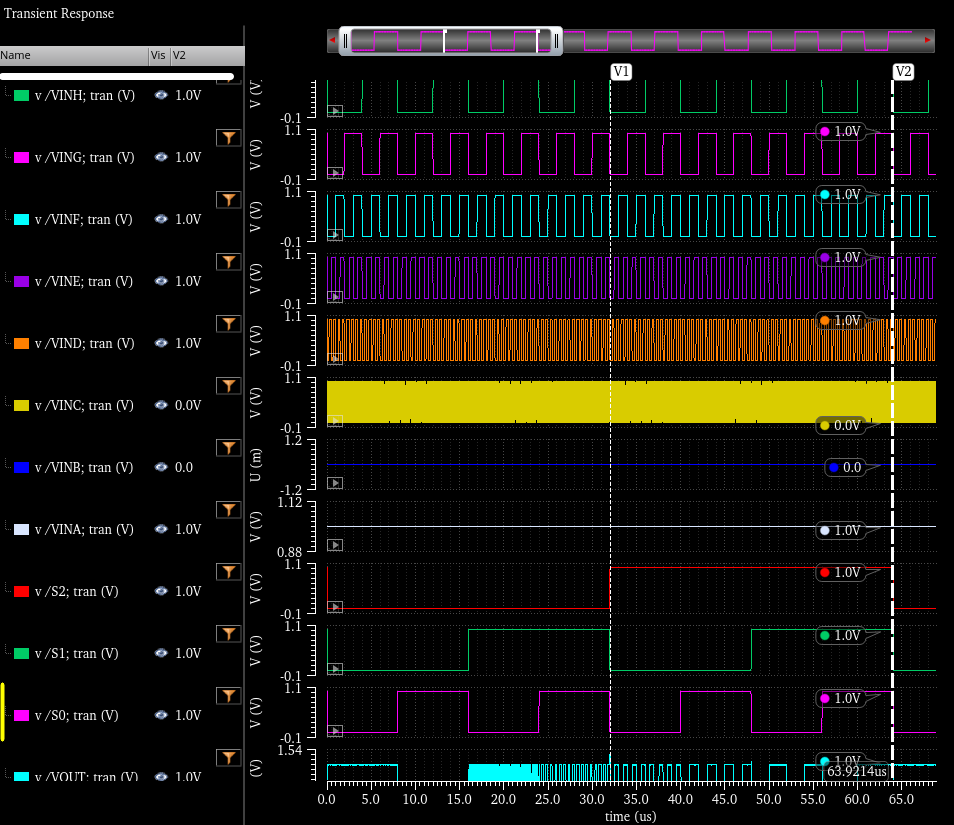 Transient Response
Name Vis V2
V1 V2
v /VINH; tran (V) 1.0V
V (V)
-0.1
v /VING; tran (V) 1.0V
1.1
V (V)
-0.1
1.0V
v /VINF; tran (V) 1.0V
1.1
V (V)
-0.1
1.0V
v /VINE; tran (V) 1.0V
1.1
V (V)
-0.1
1.0V
v /VIND; tran (V) 1.0V
1.1
V (V)
-0.1
1.0V
v /VINC; tran (V) 0.0V
1.1
V (V)
-0.1
0.0V
v /VINB; tran (V) 0.0
1.2
U (m)
-1.2
0.0
v /VINA; tran (V) 1.0V
1.12
V (V)
0.88
1.0V
v /S2; tran (V) 1.0V
1.1
V (V)
-0.1
1.0V
v /S1; tran (V) 1.0V
1.1
V (V)
-0.1
1.0V
v /S0; tran (V) 1.0V
1.1
V (V)
-0.1
1.0V
v /VOUT; tran (V) 1.0V
1.54
(V)
1.0V
63.9214us
0.0 5.0 10.0 15.0 20.0 25.0 30.0 35.0 40.0 45.0 50.0 55.0 60.0 65.0
time (us)